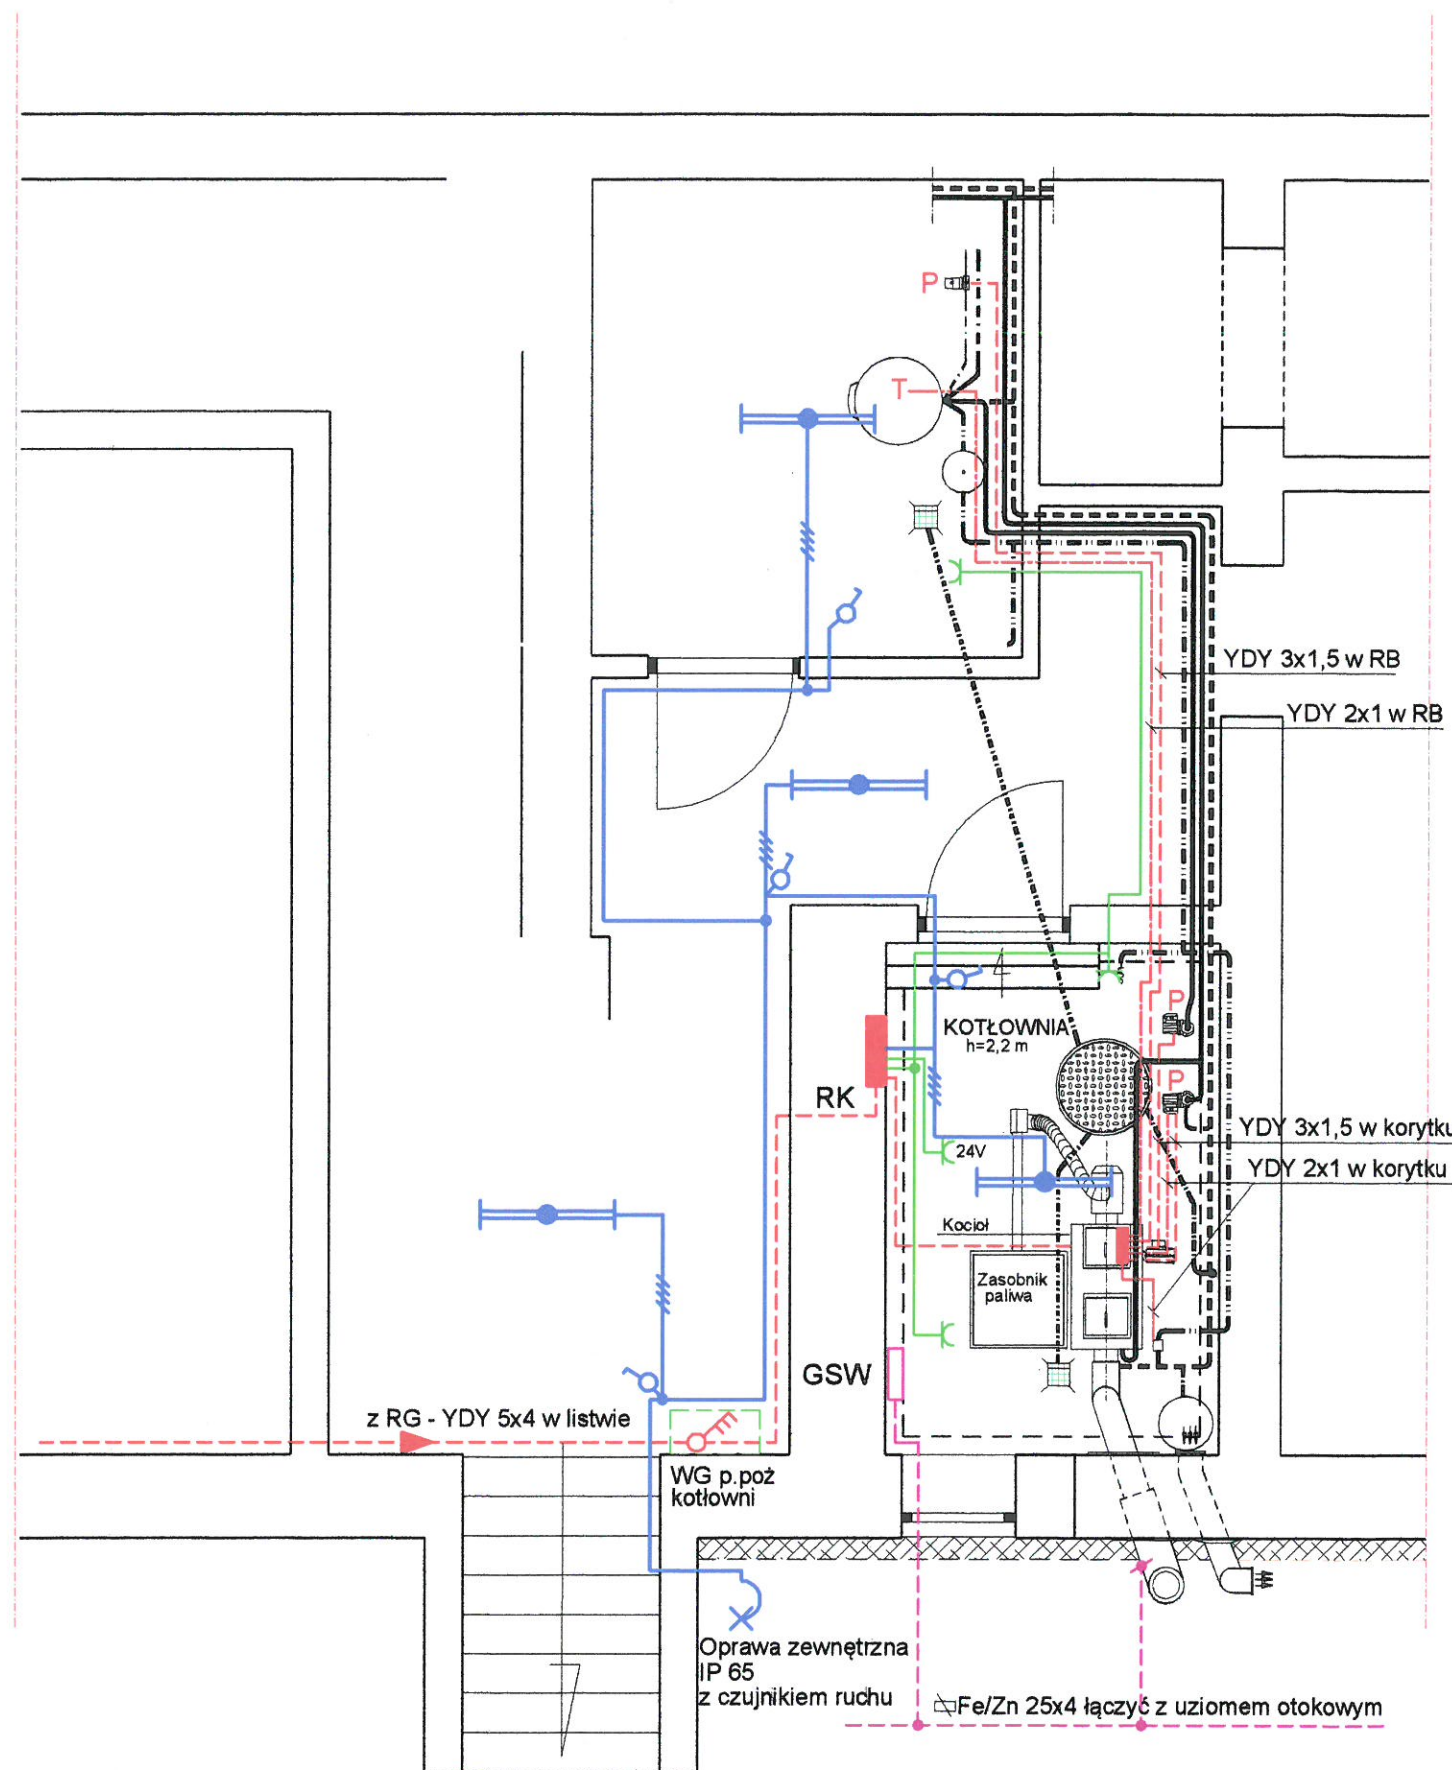 P
T
YDY 3x1,5 w RB
YDY 2x1 w RB
KOTŁOWNIA
h=2,2 m
P
RK
P
YDY 3x1,5 w korytku
24V
YDY 2x1 w korytku
Kocioł
Zasobnik
paliwa
GSW
z RG - YDY 5x4 w listwie
WG p.poż
kotłowni
Oprawa zewnętrzna
IP 65
z czujnikiem ruchu
Fe/Zn 25x4 łączyć z uziomem otokowym